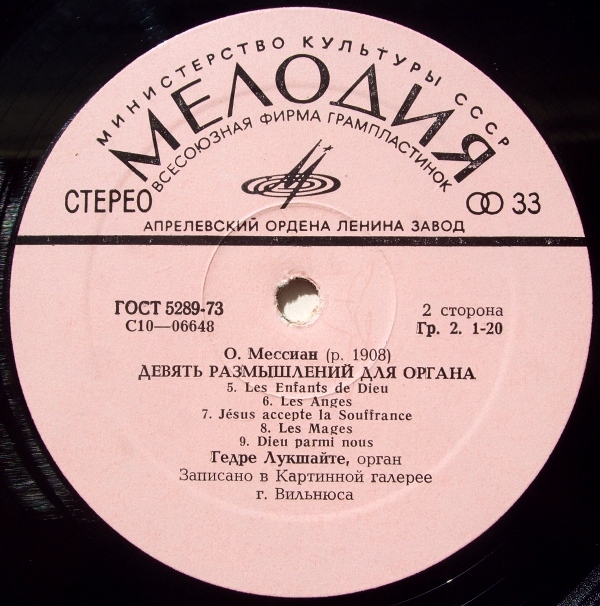 МИНИСТЕРСТВО КУЛЬТУРЫ СССР
МЕЛОДИЯ
ВСЕСОЮЗНАЯ ФИРМА ГРАМПЛАСТИНОК
СТЕРЕО 33
АПРЕЛЕВСКИЙ ОРДЕНА ЛЕНИНА ЗАВОД
ГОСТ 5289-73 2 сторона
С10—06648 Гр. 2. 1-20
О. Мессиан (р. 1908)
ДЕВЯТЬ РАЗМЫШЛЕНИЙ ДЛЯ ОРГАНА
5. Les Enfants de Dieu
6. Les Anges
7. Jésus accepte la Souffrance
8. Les Mages
9. Dieu parmi nous
Гедре Лукшайте, орган
Записано в Картинной галерее
г. Вильнюса